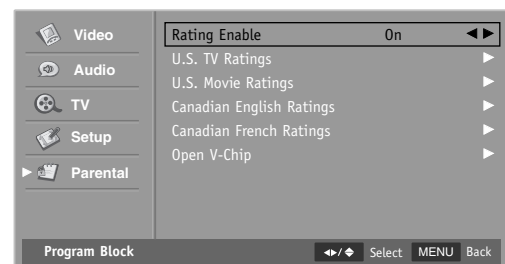 Video
Audio
TV
Setup
Parental
Rating Enable On
U.S. TV Ratings
U.S. Movie Ratings
Canadian English Ratings
Canadian French Ratings
Open V-Chip
Program Block Select MENU Back